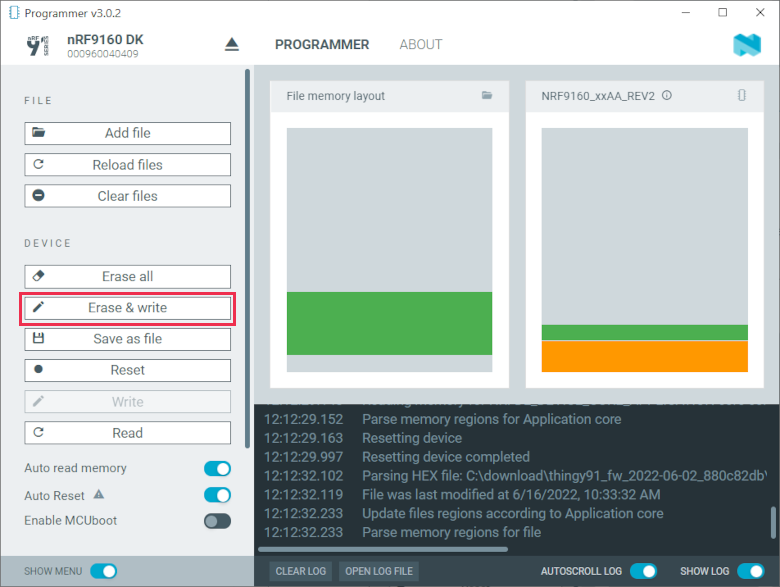 Programmer v3.0.2
nRF9160 DK
000960040409
PROGRAMMER
ABOUT
FILE
Add file
Reload files
Clear files
DEVICE
Erase all
Erase & write
Save as file
Reset
Write
Read
Auto read memory
Auto Reset
Enable MCUboot
SHOW MENU
File memory layout
NRF9160_xxAA_REV2
12:12:29.152 Parse memory regions for Application core
12:12:29.163 Resetting device
12:12:29.997 Resetting device completed
12:12:32.102 Parsing HEX file: C:\download\thingy91_fw_2022-06-02_880c82db\
12:12:32.119 File was last modified at 6/16/2022, 10:33:32 AM
12:12:32.233 Update files regions according to Application core
12:12:32.233 Parse memory regions for file
CLEAR LOG
OPEN LOG FILE
AUTOSCROLL LOG
SHOW LOG